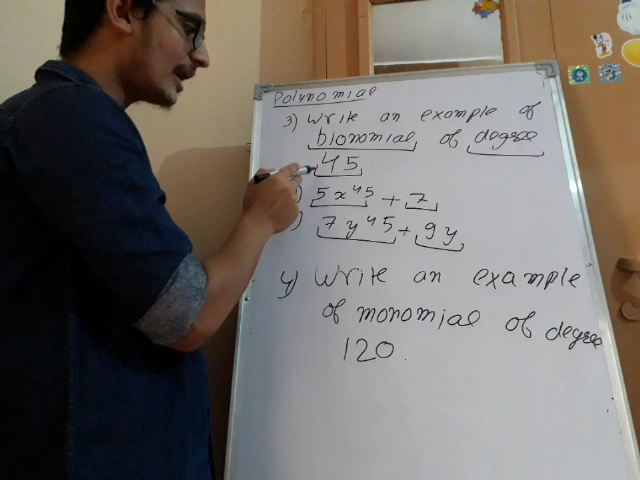 Polynomial
3) Write an example of
bionomial of degree
45
5x⁴⁵ + 7
7y⁴⁵ + 9y
4) Write an example
of monomial of degree
120.